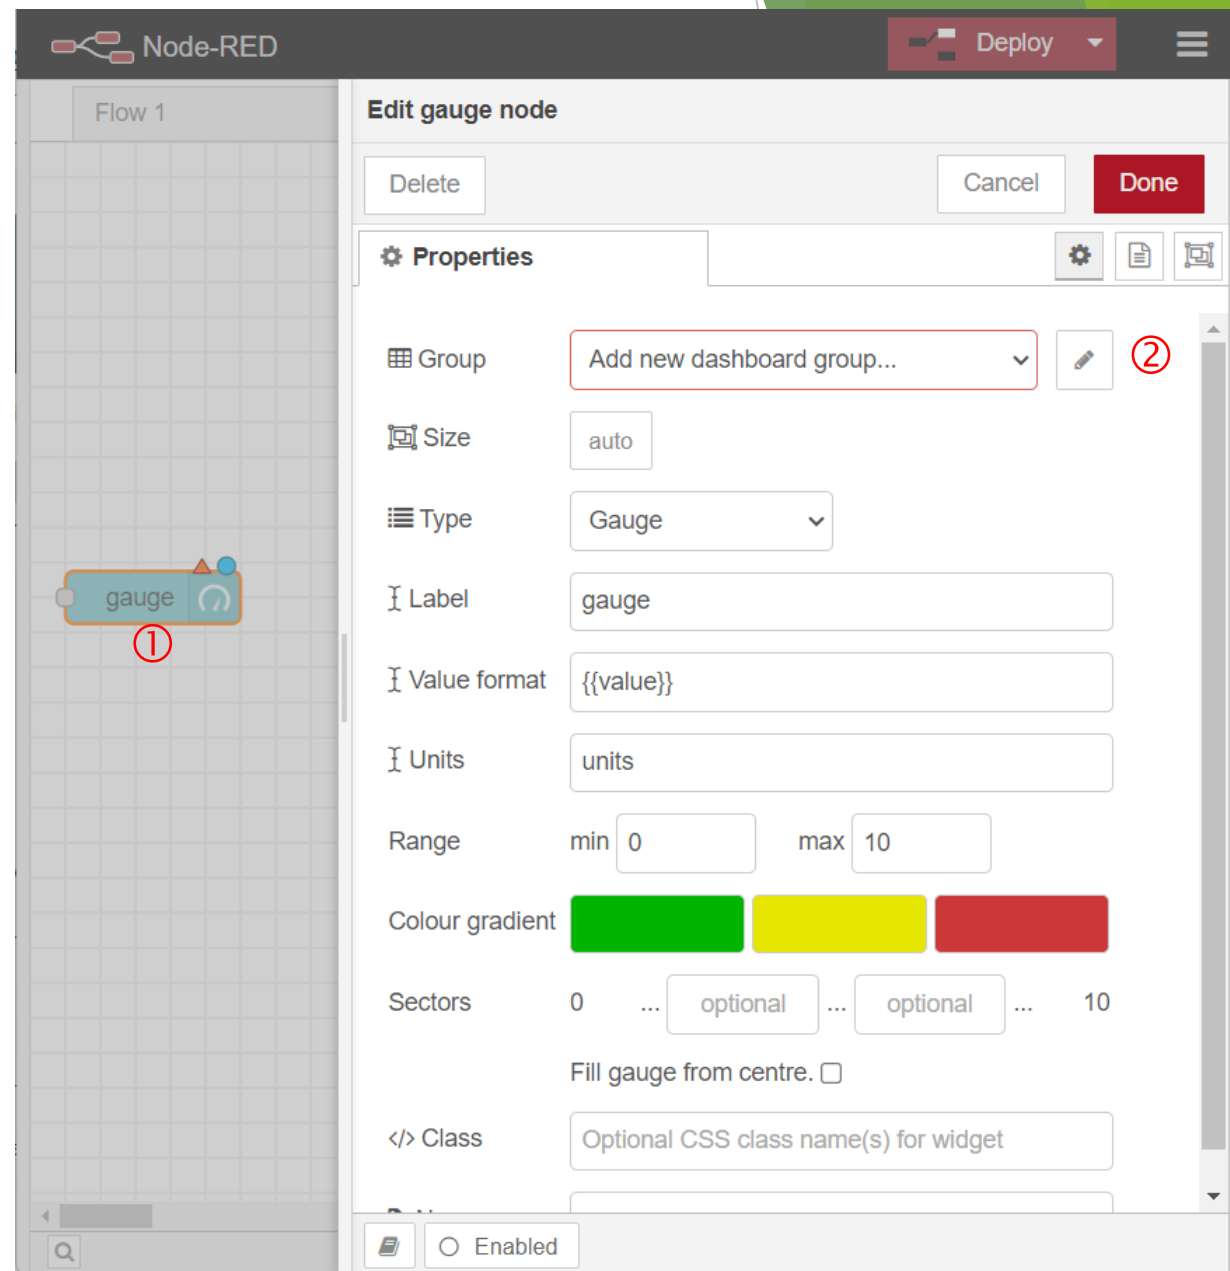 Node-RED
Deploy
Flow 1
Edit gauge node
Delete
Cancel
Done
Properties
Group
Add new dashboard group...
②
Size
auto
Type
Gauge
gauge
①
Label
gauge
Value format
{{value}}
Units
units
Range
min 0
max 10
Colour gradient
Sectors
0 ... optional ... optional ... 10
Fill gauge from centre.
</> Class
Optional CSS class name(s) for widget
Enabled